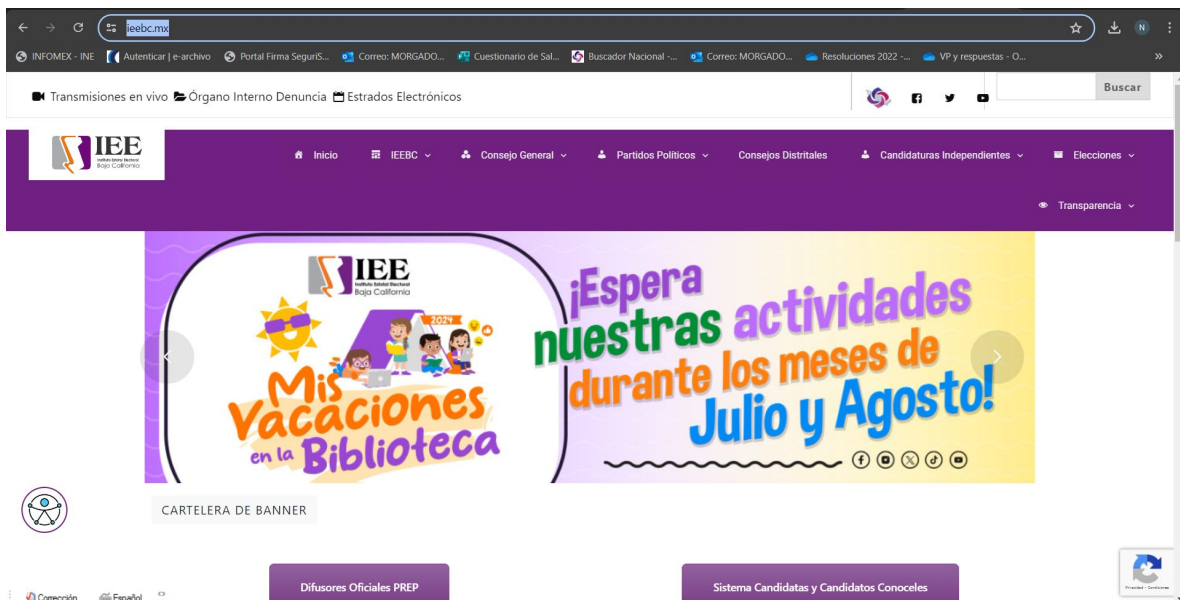 ieebc.mx
N
INFOMEX - INE Autenticar | e-archivo Portal Firma SeguriS... Correo: MORGADO... Cuestionario de Sal... Buscador Nacional -... Correo: MORGADO... Resoluciones 2022 -... VP y respuestas - O... »
Transmisiones en vivo Órgano Interno Denuncia Estrados Electrónicos
Buscar
IEE
Instituto Estatal Electoral
Baja California
Inicio IEEBC Consejo General Partidos Políticos Consejos Distritales Candidaturas Independientes Elecciones
Transparencia
IEE
Instituto Estatal Electoral
Baja California
2024
Mis
Vacaciones
en la Biblioteca
¡Espera
nuestras actividades
durante los meses de
Julio y Agosto!
CARTELERA DE BANNER
Difusores Oficiales PREP
Sistema Candidatas y Candidatos Conoceles
Privacidad - Condiciones
Corrección Español